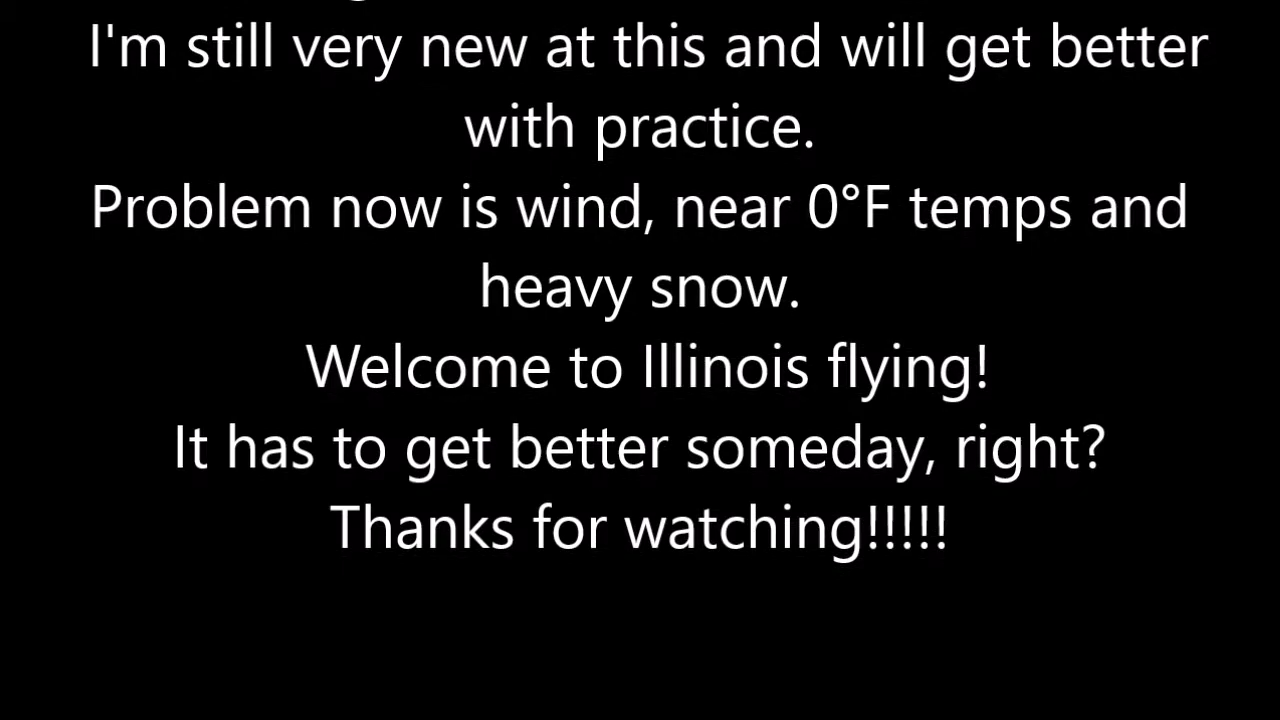 I'm still very new at this and will get better
with practice.
Problem now is wind, near 0°F temps and
heavy snow.
Welcome to Illinois flying!
It has to get better someday, right?
Thanks for watching!!!!!